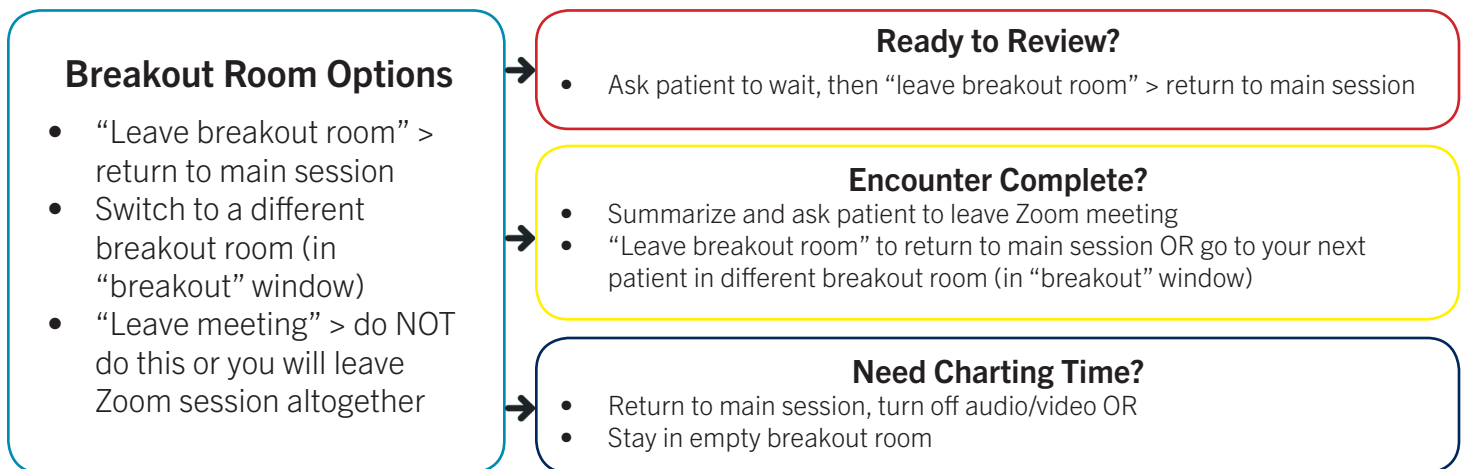 Breakout Room Options
• “Leave breakout room” >
return to main session
• Switch to a different
breakout room (in
“breakout” window)
• “Leave meeting” > do NOT
do this or you will leave
Zoom session altogether
Ready to Review?
• Ask patient to wait, then “leave breakout room” > return to main session
Encounter Complete?
• Summarize and ask patient to leave Zoom meeting
• “Leave breakout room” to return to main session OR go to your next
patient in different breakout room (in “breakout” window)
Need Charting Time?
• Return to main session, turn off audio/video OR
• Stay in empty breakout room